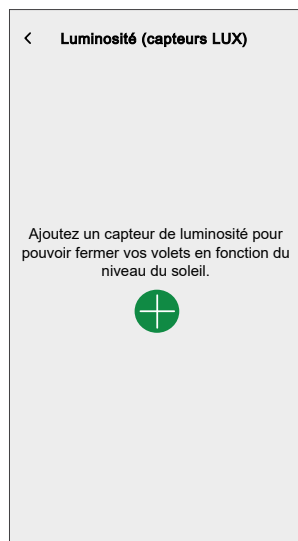 Luminosité (capteurs LUX)
Ajoutez un capteur de luminosité pour
pouvoir fermer vos volets en fonction du
niveau du soleil.